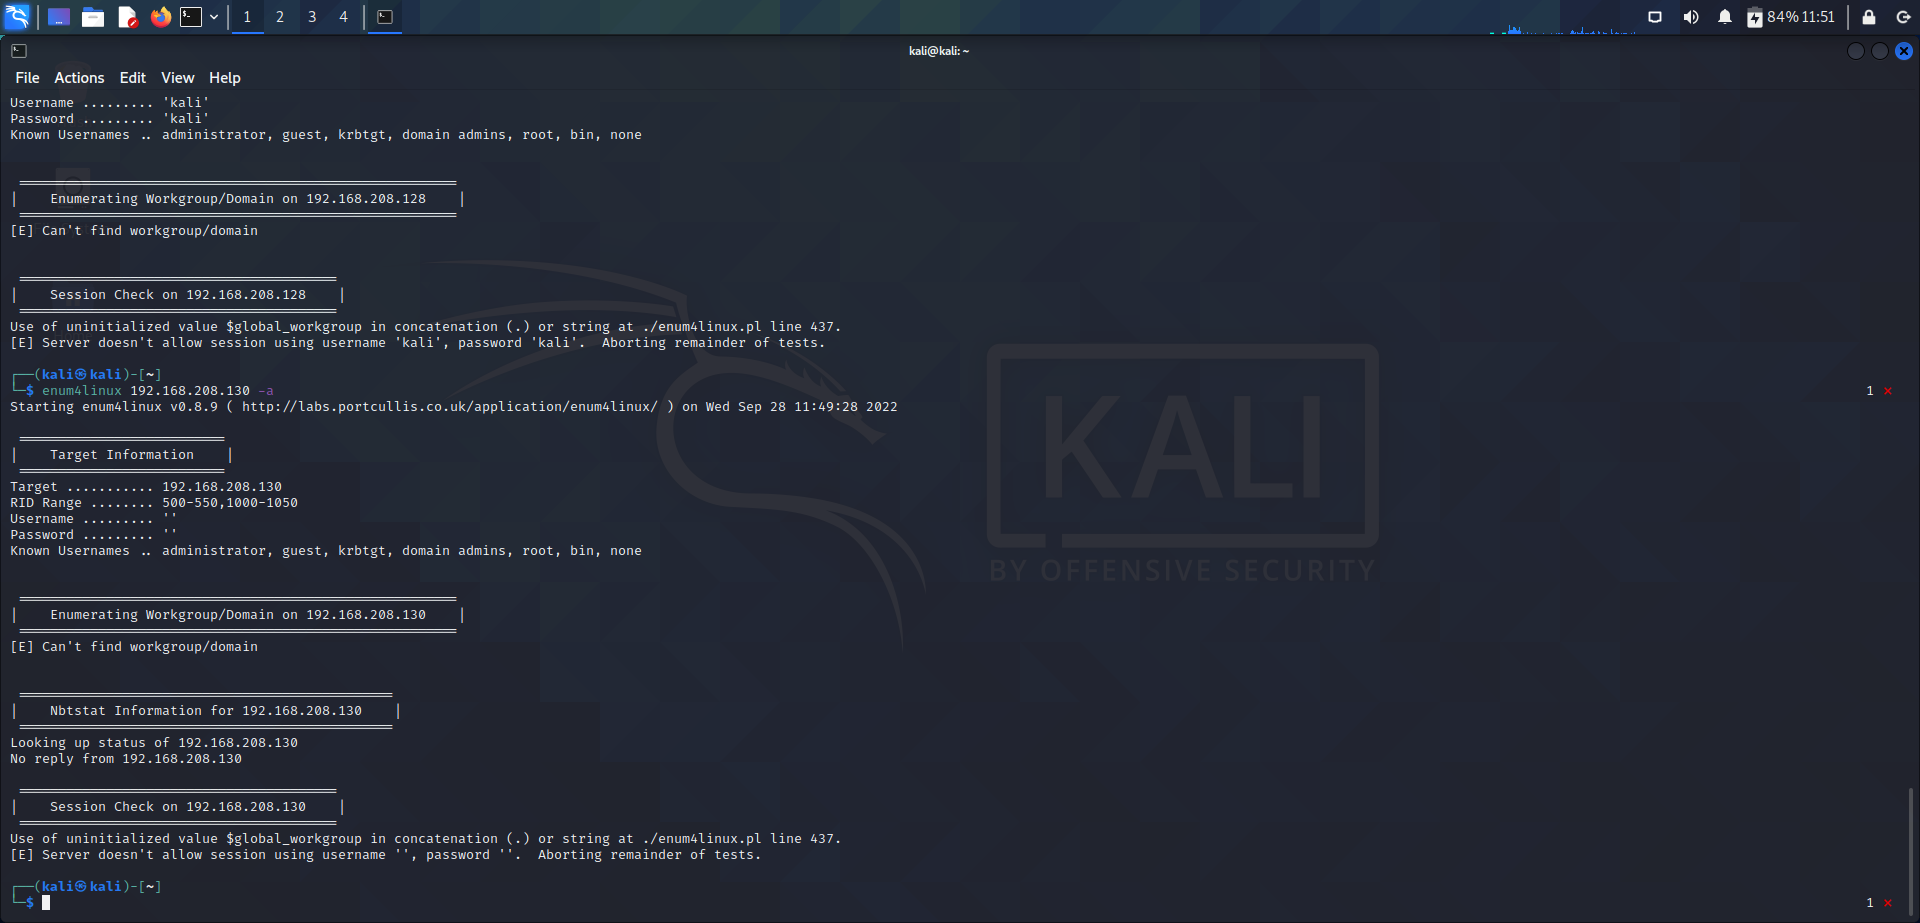 1 2 3 4 84% 11:51
kali@kali: ~
File Actions Edit View Help
Username ......... 'kali'
Password ......... 'kali'
Known Usernames .. administrator, guest, krbtgt, domain admins, root, bin, none
| Enumerating Workgroup/Domain on 192.168.208.128 |
[E] Can't find workgroup/domain
| Session Check on 192.168.208.128 |
Use of uninitialized value $global_workgroup in concatenation (.) or string at ./enum4linux.pl line 437.
[E] Server doesn't allow session using username 'kali', password 'kali'.  Aborting remainder of tests.
┌──(kali㉿kali)-[~]
└─$ enum4linux 192.168.208.130 -a 1 ⨯
Starting enum4linux v0.8.9 ( http://labs.portcullis.co.uk/application/enum4linux/ ) on Wed Sep 28 11:49:28 2022
| Target Information |
Target ........... 192.168.208.130
RID Range ........ 500-550,1000-1050
Username ......... ''
Password ......... ''
Known Usernames .. administrator, guest, krbtgt, domain admins, root, bin, none
| Enumerating Workgroup/Domain on 192.168.208.130 |
[E] Can't find workgroup/domain
| Nbtstat Information for 192.168.208.130 |
Looking up status of 192.168.208.130
No reply from 192.168.208.130
| Session Check on 192.168.208.130 |
Use of uninitialized value $global_workgroup in concatenation (.) or string at ./enum4linux.pl line 437.
[E] Server doesn't allow session using username '', password ''.  Aborting remainder of tests.
┌──(kali㉿kali)-[~]
└─$ 1 ⨯
KALI
BY OFFENSIVE SECURITY